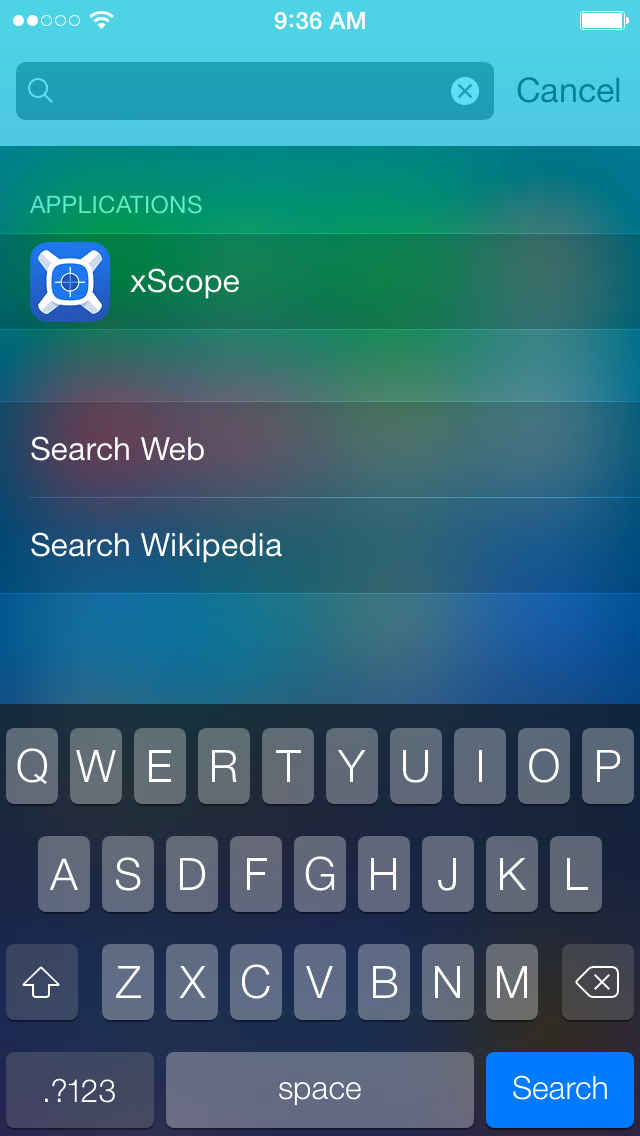 9:36 AM
Cancel
APPLICATIONS
xScope
Search Web
Search Wikipedia
Q W E R T Y U I O P
A S D F G H J K L
Z X C V B N M
.?123 space Search